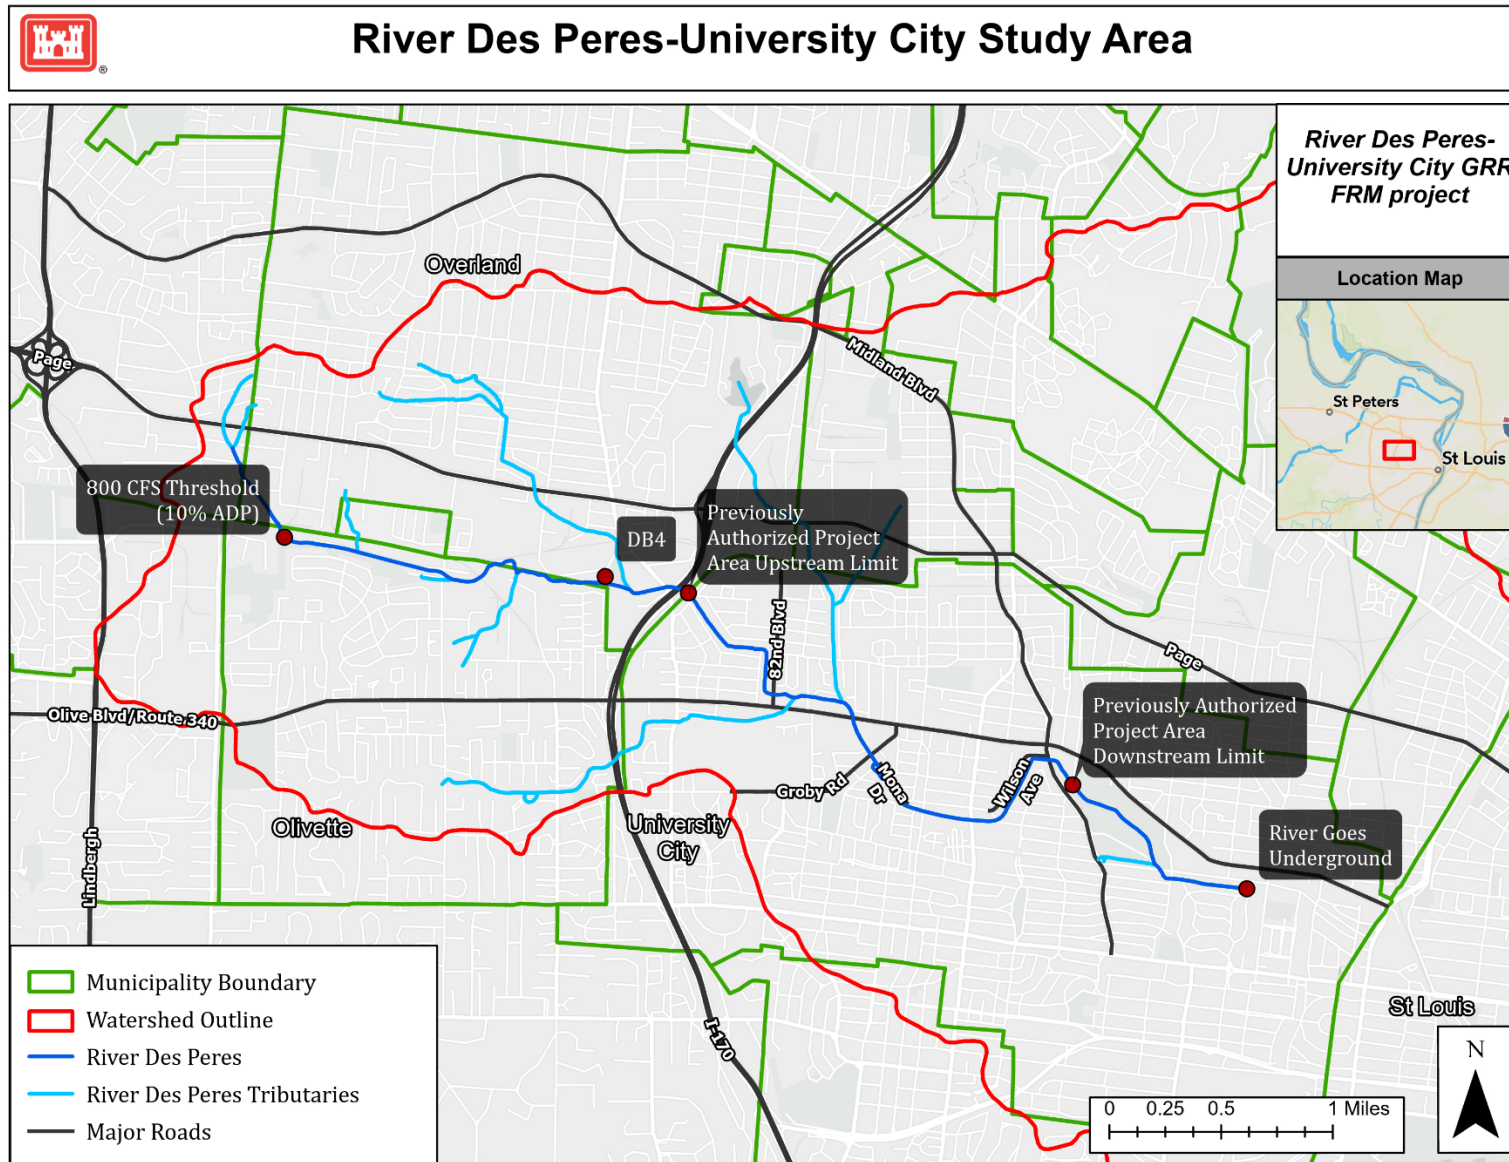 River Des Peres-University City Study Area
®
River Des Peres-
University City GRR
FRM project
Location Map
St Peters
St Louis
Overland
Page
Midland Blvd
800 CFS Threshold
(10% ADP)
DB4
Previously
Authorized Project
Area Upstream Limit
82nd Blvd
Page
Olive Blvd/Route 340
Previously Authorized
Project Area
Downstream Limit
Groby Rd
Mona
Dr
Wilson
Ave
Olivette
University
City
River Goes
Underground
Lindbergh
I-170
St Louis
Municipality Boundary
Watershed Outline
River Des Peres
River Des Peres Tributaries
Major Roads
0 0.25 0.5 1 Miles
N